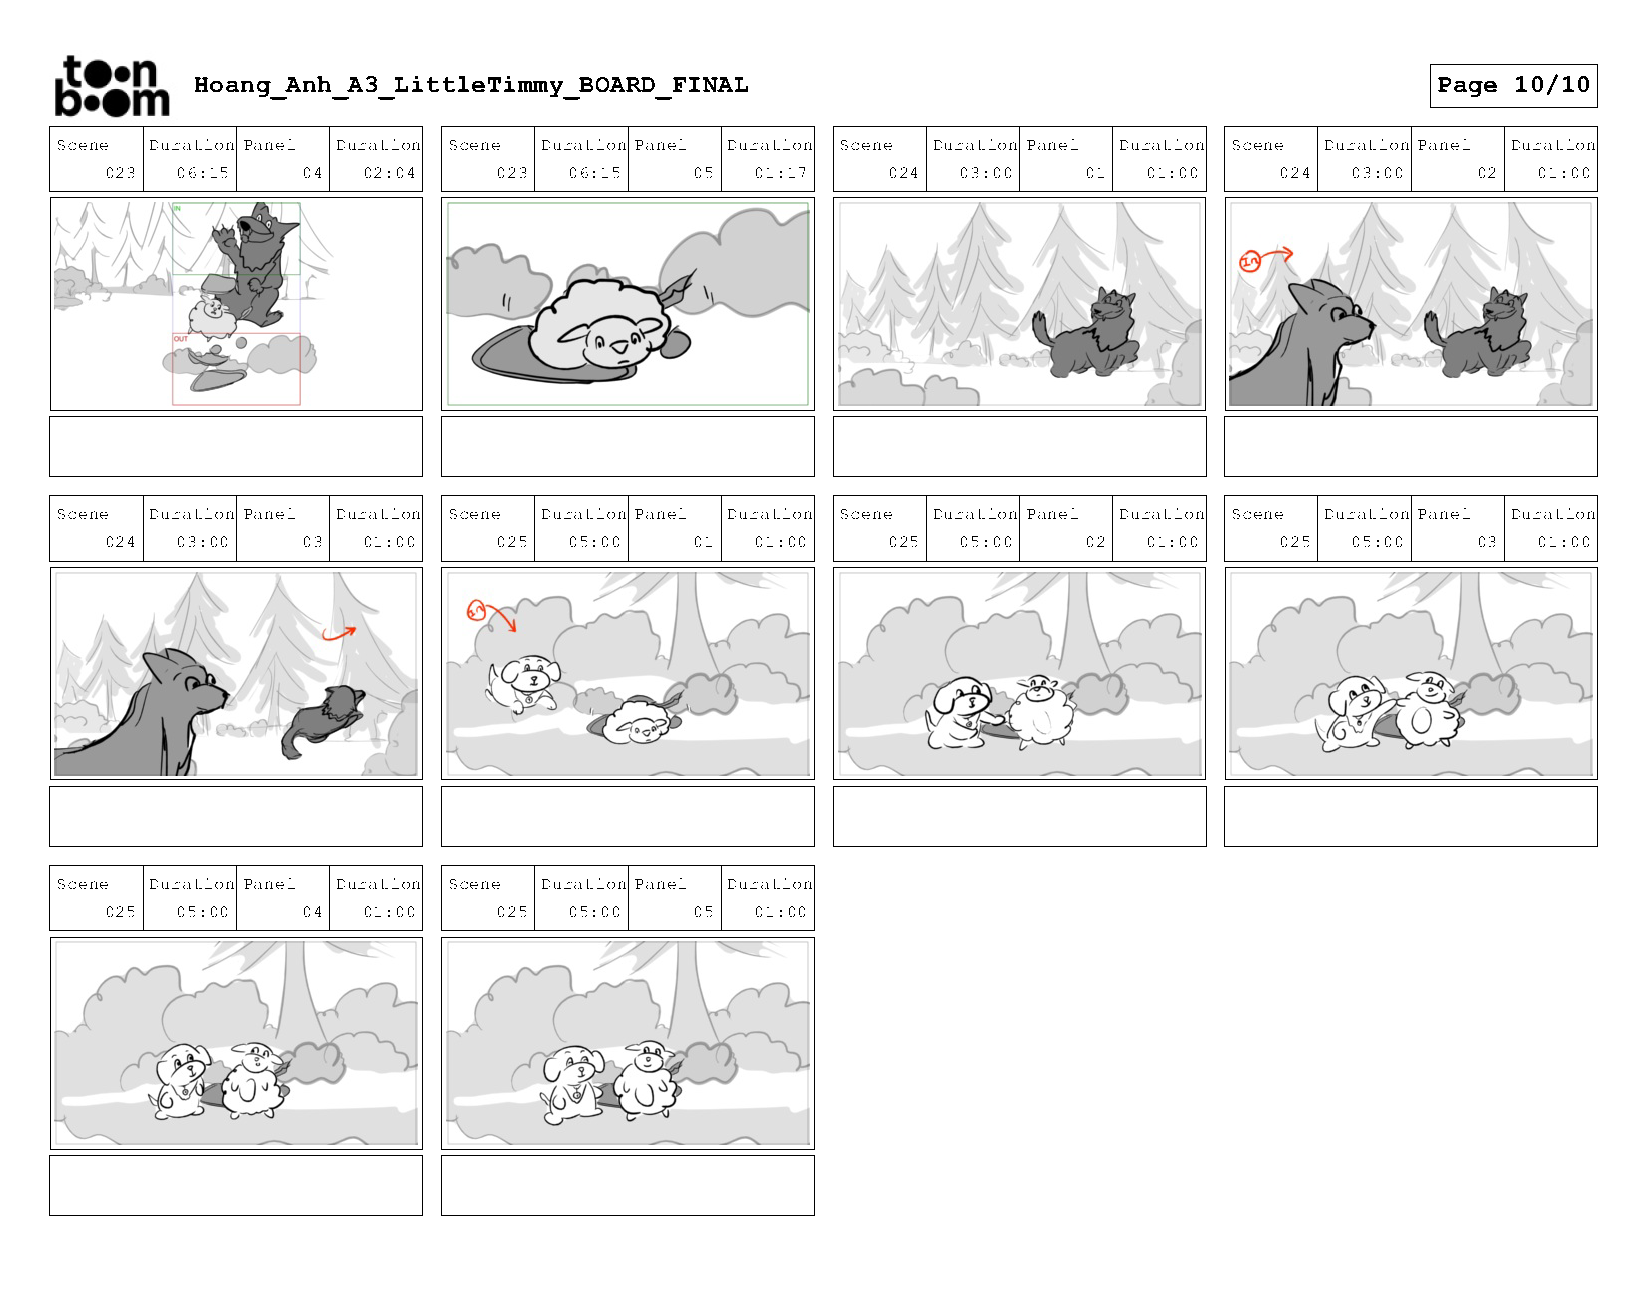 toon
boom
Hoang_Anh_A3_LittleTimmy_BOARD_FINAL
Page 10/10
Scene Duration Panel Duration Scene Duration Panel Duration Scene Duration Panel Duration Scene Duration Panel Duration
023 06:15 04 02:04 023 06:15 05 01:17 024 03:00 01 01:00 024 03:00 02 01:00
IN
OUT
In
Scene Duration Panel Duration Scene Duration Panel Duration Scene Duration Panel Duration Scene Duration Panel Duration
024 03:00 03 01:00 025 05:00 01 01:00 025 05:00 02 01:00 025 05:00 03 01:00
In
Scene Duration Panel Duration Scene Duration Panel Duration
025 05:00 04 01:00 025 05:00 05 01:00